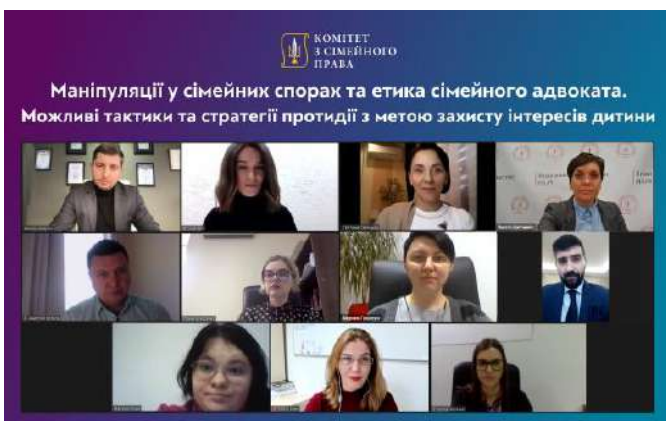 КОМІТЕТ
З СІМЕЙНОГО
ПРАВА
Маніпуляції у сімейних спорах та етика сімейного адвоката.
Можливі тактики та стратегії протидії з метою захисту інтересів дитини